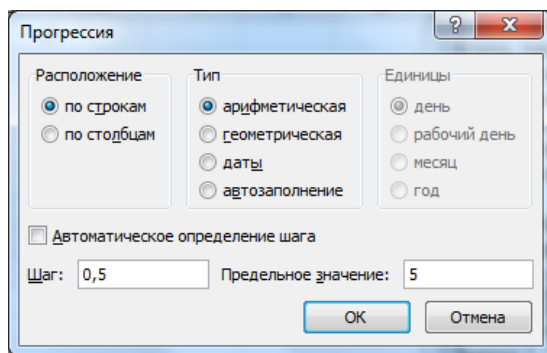 Прогрессия
Расположение
по строкам
по столбцам
Тип
арифметическая
геометрическая
даты
автозаполнение
Единицы
день
рабочий день
месяц
год
Автоматическое определение шага
Шаг: 0,5 Предельное значение: 5
ОК Отмена